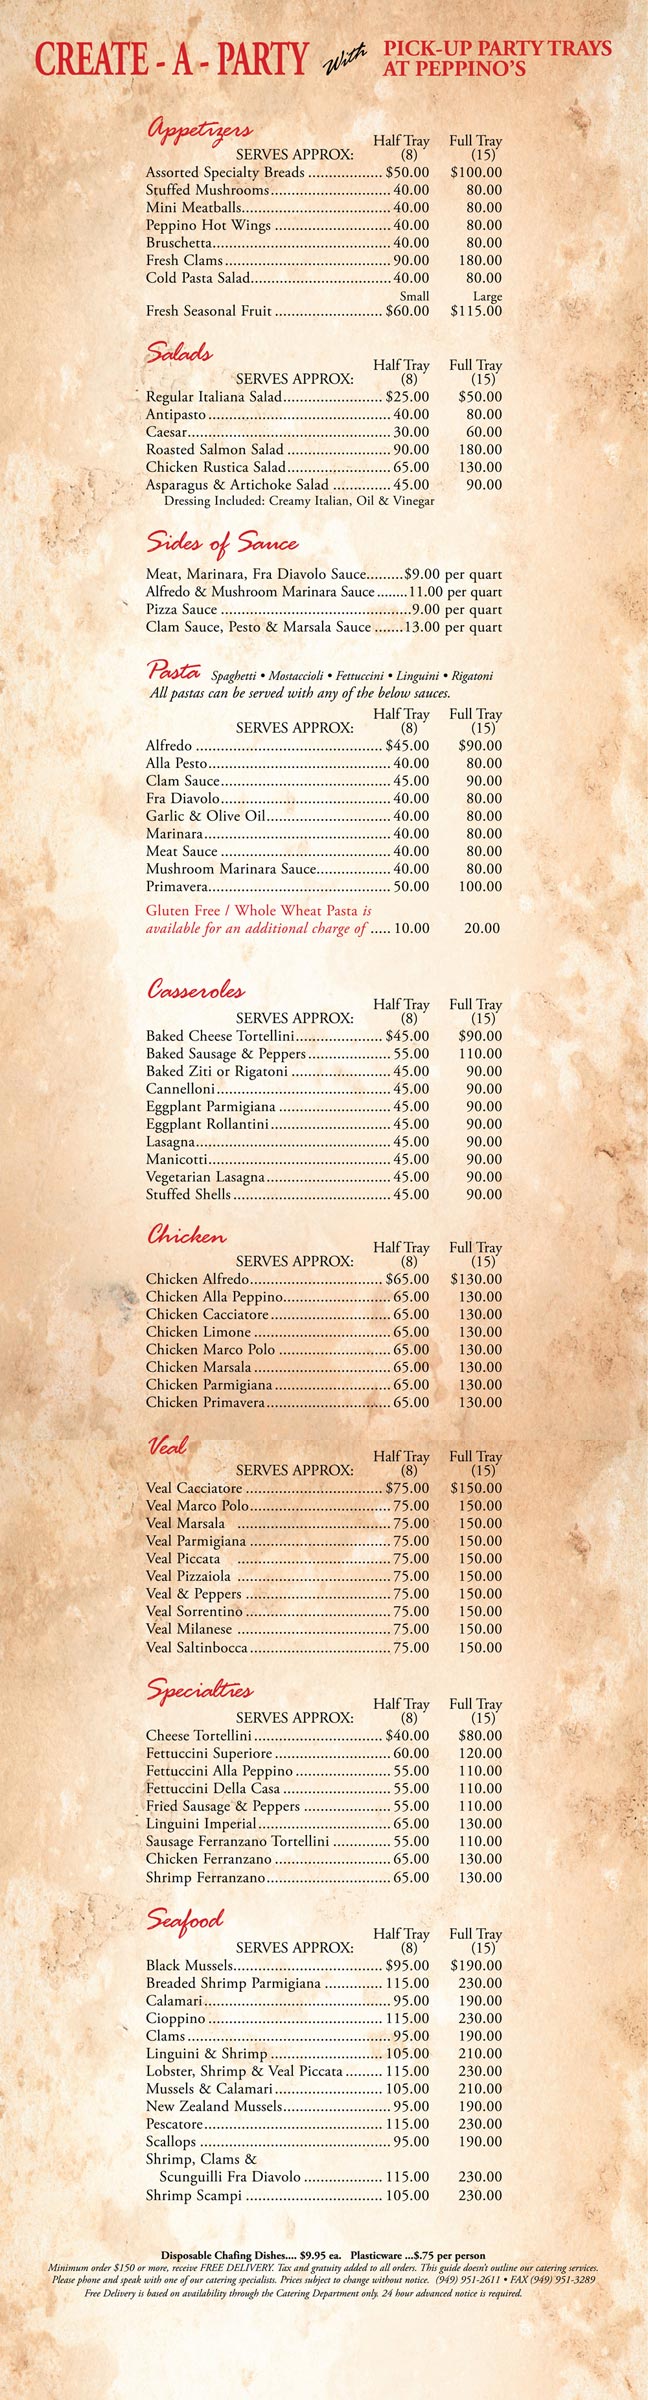 CREATE - A - PARTY With PICK-UP PARTY TRAYS
AT PEPPINO'S
Appetizers
Half Tray Full Tray
SERVES APPROX: (8) (15)
Assorted Specialty Breads ................. $50.00 $100.00
Stuffed Mushrooms ........................... 40.00 80.00
Mini Meatballs.................................. 40.00 80.00
Peppino Hot Wings .......................... 40.00 80.00
Bruschetta......................................... 40.00 80.00
Fresh Clams ...................................... 90.00 180.00
Cold Pasta Salad................................ 40.00 80.00
Small Large
Fresh Seasonal Fruit ......................... $60.00 $115.00
Salads
Half Tray Full Tray
SERVES APPROX: (8) (15)
Regular Italiana Salad....................... $25.00 $50.00
Antipasto .......................................... 40.00 80.00
Caesar............................................... 30.00 60.00
Roasted Salmon Salad ........................ 90.00 180.00
Chicken Rustica Salad........................ 65.00 130.00
Asparagus & Artichoke Salad ............. 45.00 90.00
Dressing Included: Creamy Italian, Oil & Vinegar
Sides of Sauce
Meat, Marinara, Fra Diavolo Sauce.........$9.00 per quart
Alfredo & Mushroom Marinara Sauce .......11.00 per quart
Pizza Sauce ..........................................9.00 per quart
Clam Sauce, Pesto & Marsala Sauce .......13.00 per quart
Pasta Spaghetti • Mostaccioli • Fettuccini • Linguini • Rigatoni
All pastas can be served with any of the below sauces.
Half Tray Full Tray
SERVES APPROX: (8) (15)
Alfredo ........................................... $45.00 $90.00
Alla Pesto.......................................... 40.00 80.00
Clam Sauce....................................... 45.00 90.00
Fra Diavolo....................................... 40.00 80.00
Garlic & Olive Oil............................. 40.00 80.00
Marinara........................................... 40.00 80.00
Meat Sauce ....................................... 40.00 80.00
Mushroom Marinara Sauce................. 40.00 80.00
Primavera.......................................... 50.00 100.00
Gluten Free / Whole Wheat Pasta is
available for an additional charge of ..... 10.00 20.00
Casseroles
Half Tray Full Tray
SERVES APPROX: (8) (15)
Baked Cheese Tortellini.................... $45.00 $90.00
Baked Sausage & Peppers ................... 55.00 110.00
Baked Ziti or Rigatoni ....................... 45.00 90.00
Cannelloni........................................ 45.00 90.00
Eggplant Parmigiana .......................... 45.00 90.00
Eggplant Rollantini............................ 45.00 90.00
Lasagna............................................. 45.00 90.00
Manicotti.......................................... 45.00 90.00
Vegetarian Lasagna............................. 45.00 90.00
Stuffed Shells .................................... 45.00 90.00
Chicken
Half Tray Full Tray
SERVES APPROX: (8) (15)
Chicken Alfredo............................... $65.00 $130.00
Chicken Alla Peppino......................... 65.00 130.00
Chicken Cacciatore ............................ 65.00 130.00
Chicken Limone ................................ 65.00 130.00
Chicken Marco Polo .......................... 65.00 130.00
Chicken Marsala ................................ 65.00 130.00
Chicken Parmigiana ........................... 65.00 130.00
Chicken Primavera............................. 65.00 130.00
Veal
Half Tray Full Tray
SERVES APPROX: (8) (15)
Veal Cacciatore ................................ $75.00 $150.00
Veal Marco Polo................................ 75.00 150.00
Veal Marsala ................................... 75.00 150.00
Veal Parmigiana ................................ 75.00 150.00
Veal Piccata ................................... 75.00 150.00
Veal Pizzaiola ................................... 75.00 150.00
Veal & Peppers ................................. 75.00 150.00
Veal Sorrentino ................................. 75.00 150.00
Veal Milanese ................................... 75.00 150.00
Veal Saltinbocca ................................ 75.00 150.00
Specialties
Half Tray Full Tray
SERVES APPROX: (8) (15)
Cheese Tortellini .............................. $40.00 $80.00
Fettuccini Superiore ........................... 60.00 120.00
Fettuccini Alla Peppino ...................... 55.00 110.00
Fettuccini Della Casa ......................... 55.00 110.00
Fried Sausage & Peppers .................... 55.00 110.00
Linguini Imperial............................... 65.00 130.00
Sausage Ferranzano Tortellini ............. 55.00 110.00
Chicken Ferranzano ........................... 65.00 130.00
Shrimp Ferranzano............................. 65.00 130.00
Seafood
Half Tray Full Tray
SERVES APPROX: (8) (15)
Black Mussels.................................. $95.00 $190.00
Breaded Shrimp Parmigiana ............. 115.00 230.00
Calamari........................................... 95.00 190.00
Cioppino ........................................ 115.00 230.00
Clams ............................................... 95.00 190.00
Linguini & Shrimp .......................... 105.00 210.00
Lobster, Shrimp & Veal Piccata ......... 115.00 230.00
Mussels & Calamari ......................... 105.00 210.00
New Zealand Mussels......................... 95.00 190.00
Pescatore......................................... 115.00 230.00
Scallops ............................................ 95.00 190.00
Shrimp, Clams &
Scunguilli Fra Diavolo .................. 115.00 230.00
Shrimp Scampi ............................... 105.00 230.00
Disposable Chafing Dishes.... $9.95 ea. Plasticware ...$.75 per person
Minimum order $150 or more, receive FREE DELIVERY. Tax and gratuity added to all orders. This guide doesn't outline our catering services.
Please phone and speak with one of our catering specialists. Prices subject to change without notice. (949) 951-2611 • FAX (949) 951-3289
Free Delivery is based on availability through the Catering Department only. 24 hour advanced notice is required.